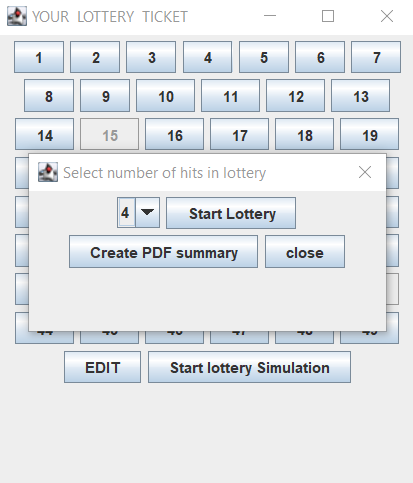 YOUR LOTTERY TICKET
1 2 3 4 5 6 7
8 9 10 11 12 13
14 15 16 17 18 19
Select number of hits in lottery
4 Start Lottery
Create PDF summary close
44 45 46 47 48 49
EDIT Start lottery Simulation